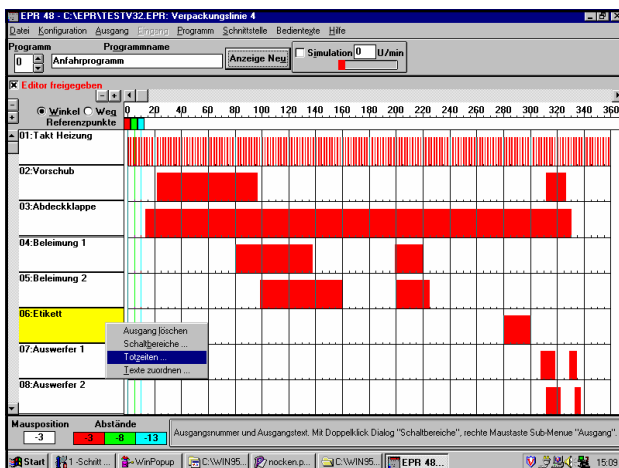 EPR 48 - C:\EPR\TESTV32.EPR: Verpackungslinie 4
Datei Konfiguration Ausgang Eingang Programm Schnittstelle Bedientexte Hilfe
Programm Programmname
0 Anfahrprogramm Anzeige Neu Simulation 0 U/min
Editor freigegeben
Winkel Weg 0 20 40 60 80 100 120 140 160 180 200 220 240 260 280 300 320 340 360
Referenzpunkte
01:Takt Heizung
02:Vorschub
03:Abdeckklappe
04:Beleimung 1
05:Beleimung 2
06:Etikett
Ausgang löschen
Schaltbereiche ...
07:Auswerfer 1
Totzeiten ...
Texte zuordnen ...
08:Auswerfer 2
Mausposition Abstände
-3 -3 -8 -13 Ausgangsnummer und Ausgangstext. Mit Doppelklick Dialog "Schaltbereiche", rechte Maustaste Sub-Menue "Ausgang".
Start 1 -Schritt ... WinPopup C:\WIN95... nocken.p... C:\WIN95... EPR 48... 15:09